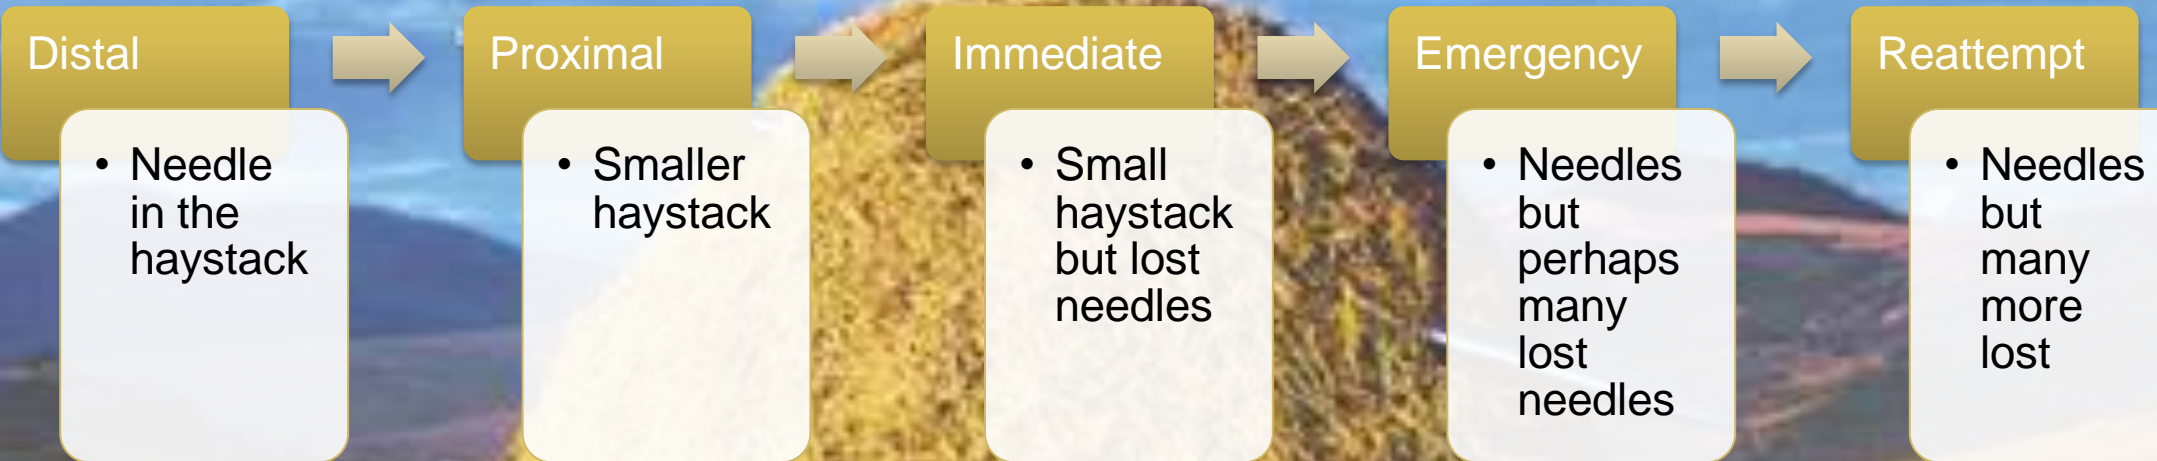 Distal
• Needle
in the
haystack
Proximal
• Smaller
haystack
Immediate
• Small
haystack
but lost
needles
Emergency
• Needles
but
perhaps
many
lost
needles
Reattempt
• Needles
but
many
more
lost